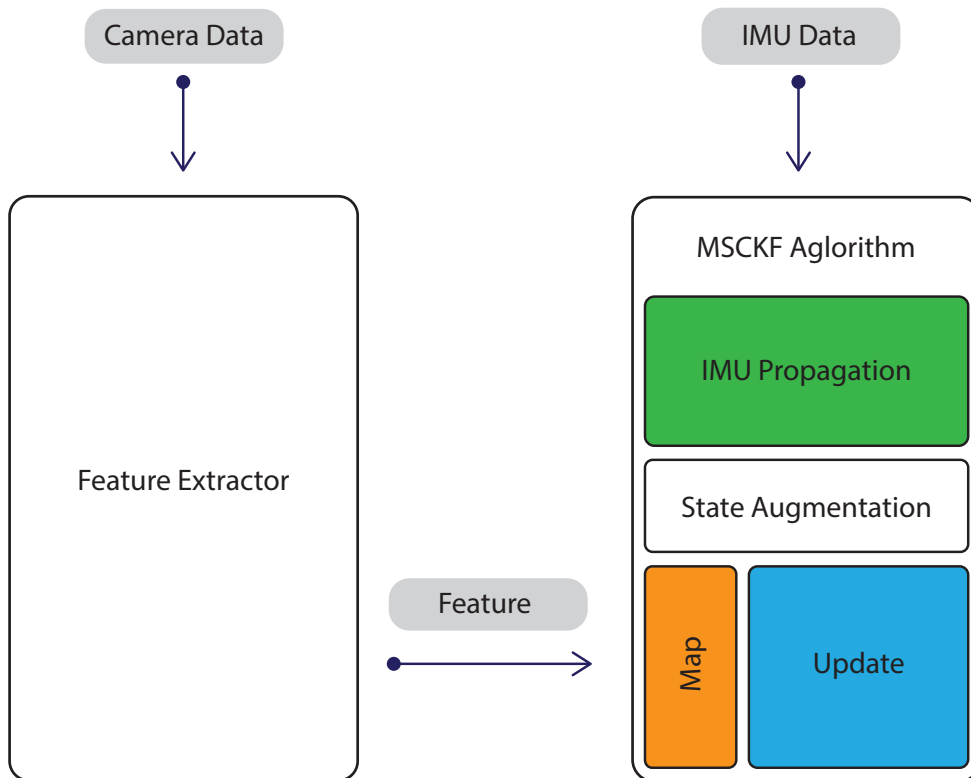 Camera Data
IMU Data
MSCKF Aglorithm
IMU Propagation
Feature Extractor
State Augmentation
Feature
Map
Update